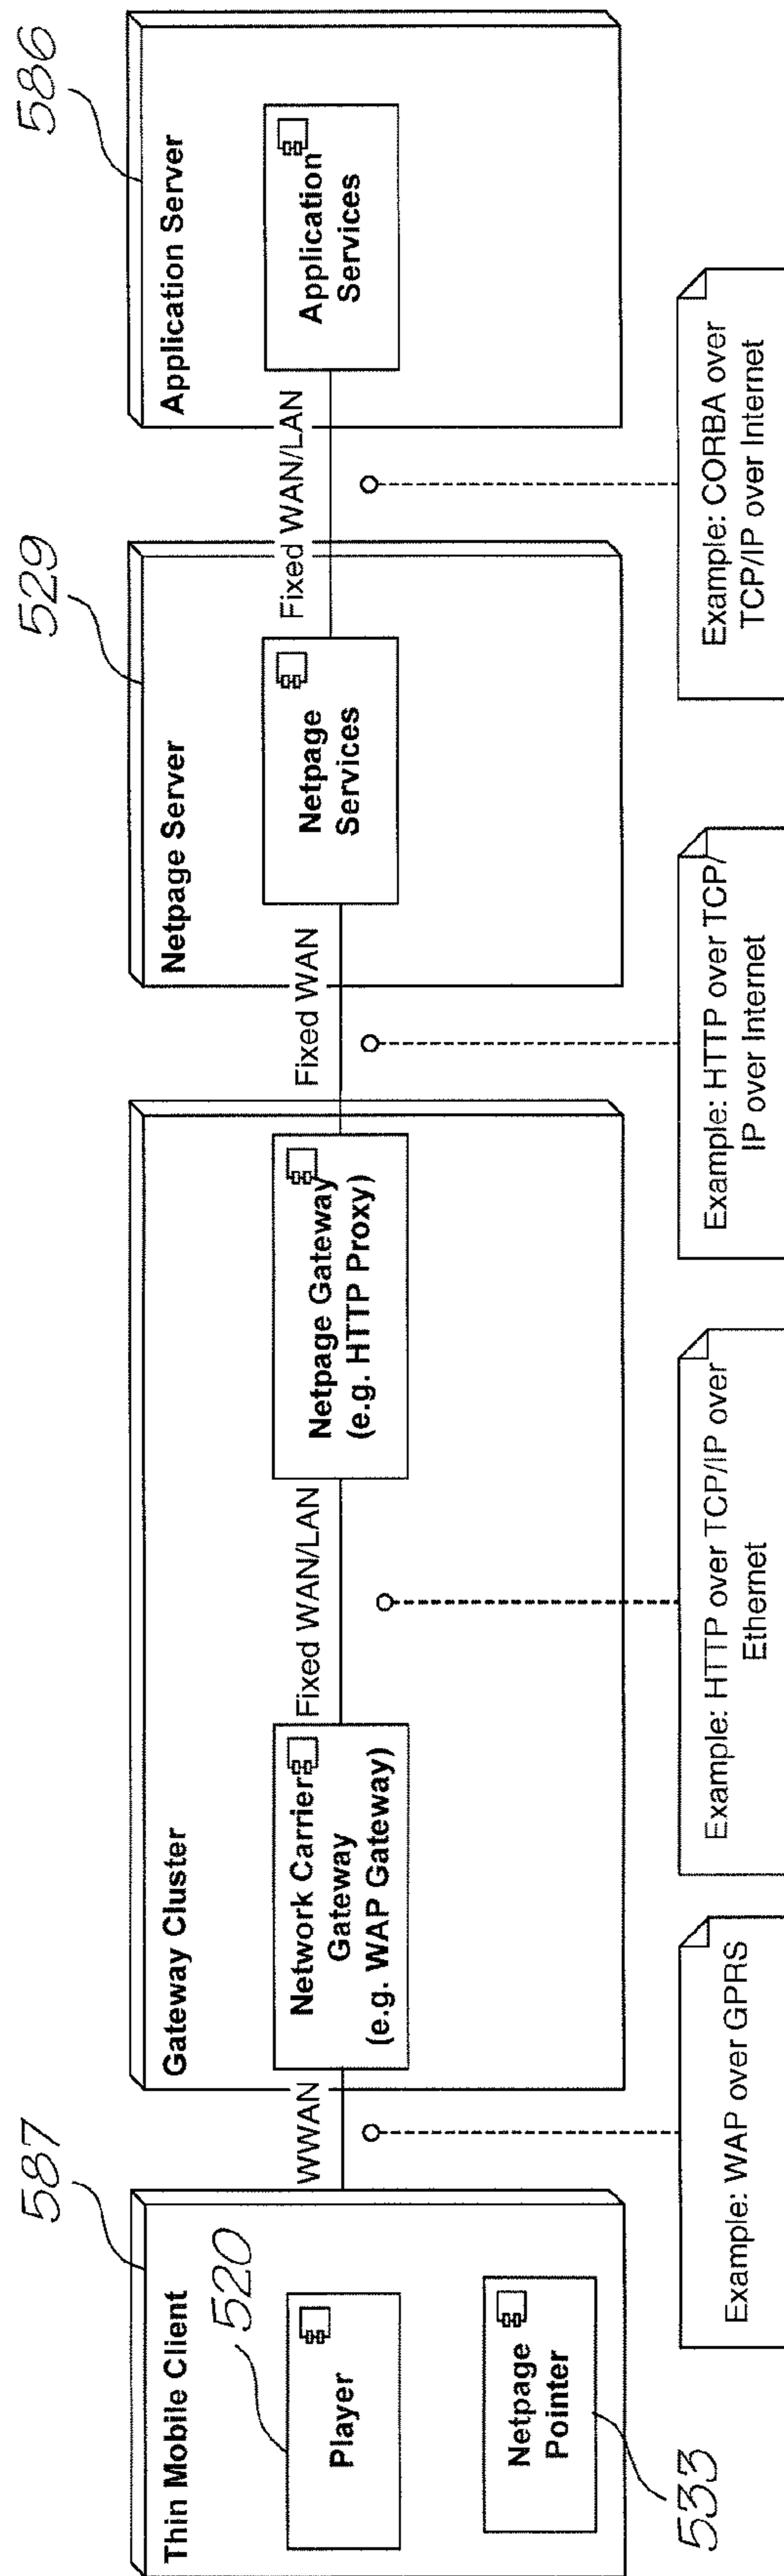 587
Thin Mobile Client
520
Player
Netpage
Pointer
533
WWAN
Example: WAP over GPRS
Gateway Cluster
Network Carrier
Gateway
(e.g. WAP Gateway)
Fixed WAN/LAN
Example: HTTP over TCP/IP over
Ethernet
Netpage Gateway
(e.g. HTTP Proxy)
Fixed WAN
Example: HTTP over TCP/
IP over Internet
529
Netpage Server
Netpage
Services
Fixed WAN/LAN
Example: CORBA over
TCP/IP over Internet
586
Application Server
Application
Services